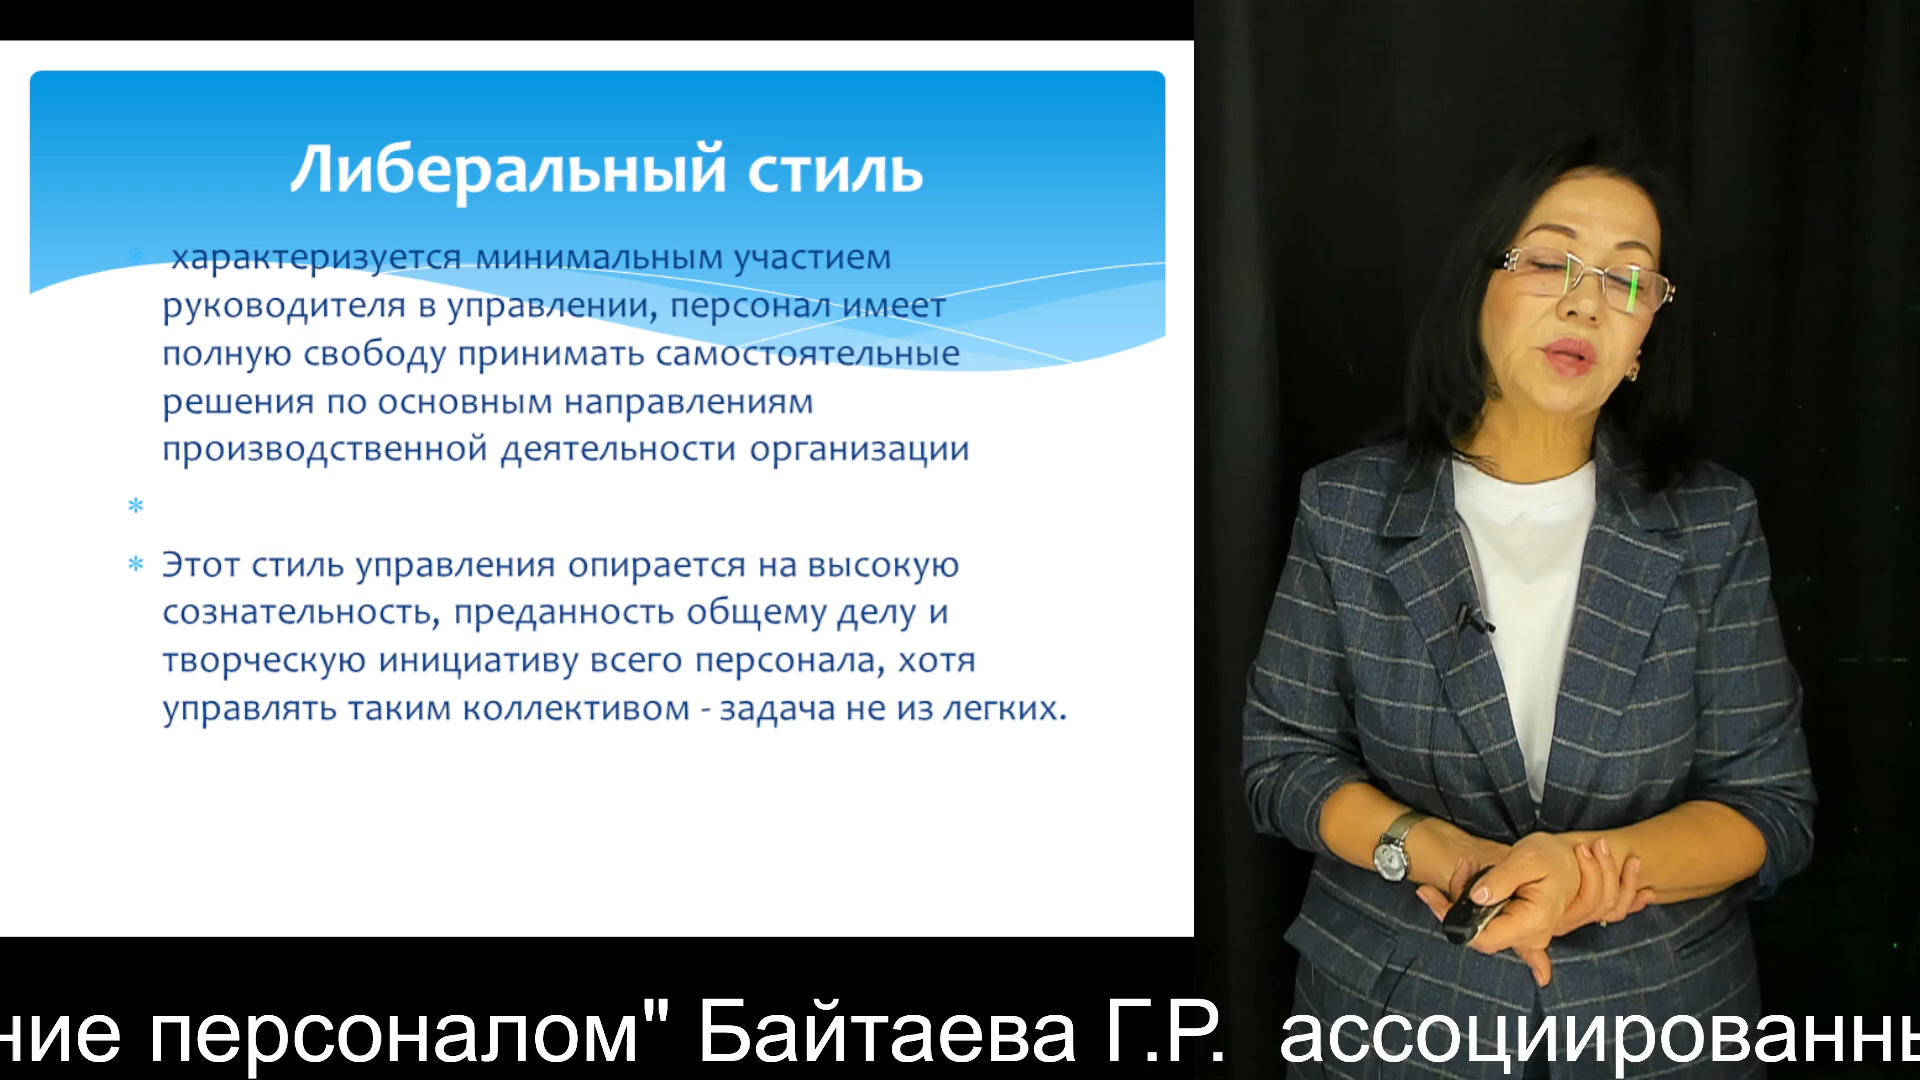 Либеральный стиль
* характеризуется минимальным участием
руководителя в управлении, персонал имеет
полную свободу принимать самостоятельные
решения по основным направлениям
производственной деятельности организации
*
* Этот стиль управления опирается на высокую
сознательность, преданность общему делу и
творческую инициативу всего персонала, хотя
управлять таким коллективом - задача не из легких.
ние персоналом" Байтаева Г.Р. ассоциированны